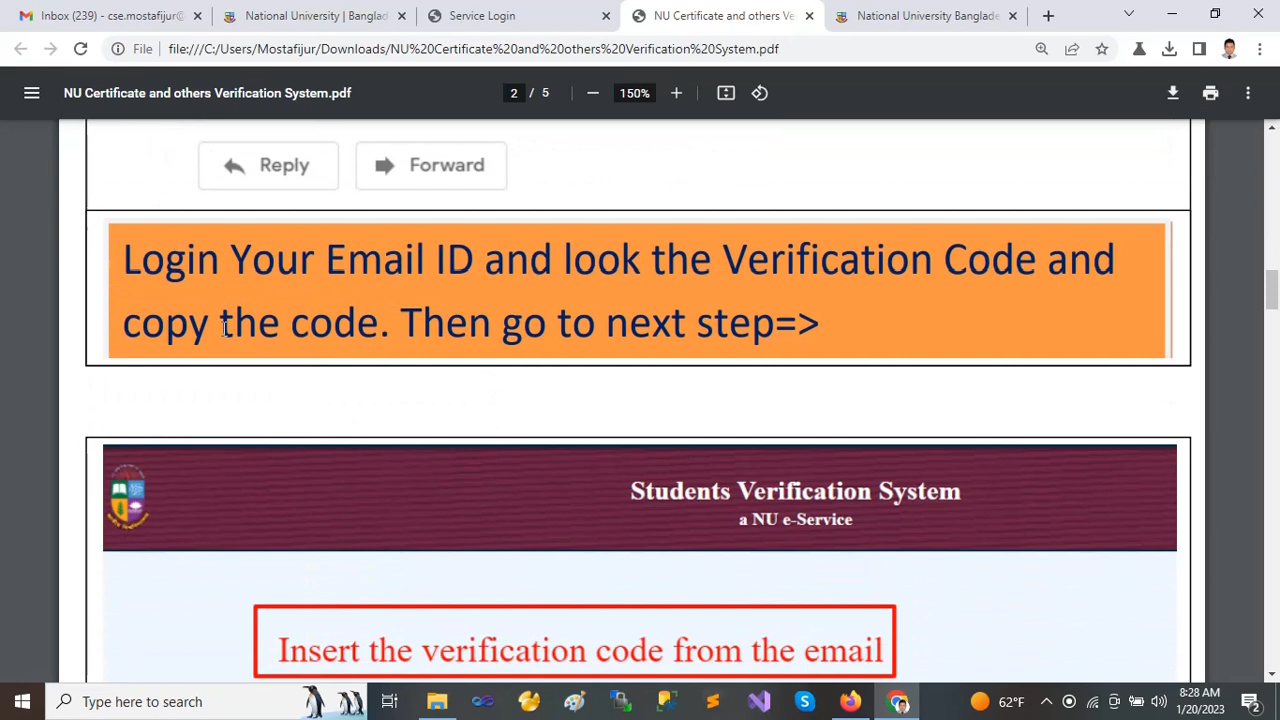 Inbox (239) - cse.mostafijur@
National University | Banglad
Service Login
NU Certificate and others Ve
National University Banglade
File
file:///C:/Users/Mostafijur/Downloads/NU%20Certificate%20and%20others%20Verification%20System.pdf
NU Certificate and others Verification System.pdf
2 / 5
150%
Reply
Forward
Login Your Email ID and look the Verification Code and
copy the code. Then go to next step=>
Students Verification System
a NU e-Service
Insert the verification code from the email
Type here to search
62°F
8:28 AM
1/20/2023
2